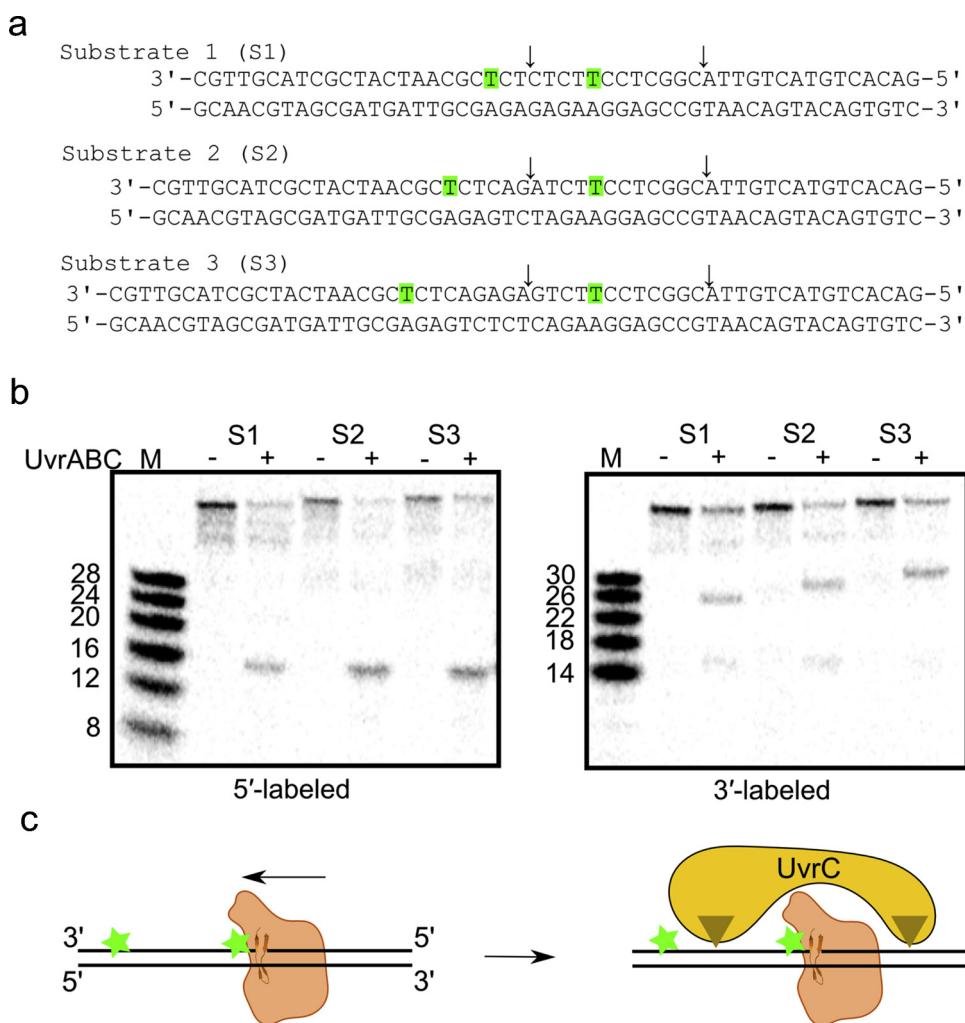 a
Substrate 1 (S1)
3'-CGTTGCATCGCTACTAACGCTCTCTCTTCCTCGGCATTGTCATGTCACAG-5'
5'-GCAACGTAGCGATGATTGCGAGAGAGAAGGAGCCGTAACAGTACAGTGTC-3'
Substrate 2 (S2)
3'-CGTTGCATCGCTACTAACGCTCTCAGATCTTCCTCGGCATTGTCATGTCACAG-5'
5'-GCAACGTAGCGATGATTGCGAGAGTCTAGAAGGAGCCGTAACAGTACAGTGTC-3'
Substrate 3 (S3)
3'-CGTTGCATCGCTACTAACGCTCTCAGAGAGTCTTCCTCGGCATTGTCATGTCACAG-5'
5'-GCAACGTAGCGATGATTGCGAGAGTCTCTCAGAAGGAGCCGTAACAGTACAGTGTC-3'
b
S1 S2 S3
UvrABC M - + - + - +
28
24
20
16
12
8
5′-labeled
S1 S2 S3
M - + - + - +
30
26
22
18
14
3′-labeled
c
3' 5'
5' 3'
UvrC